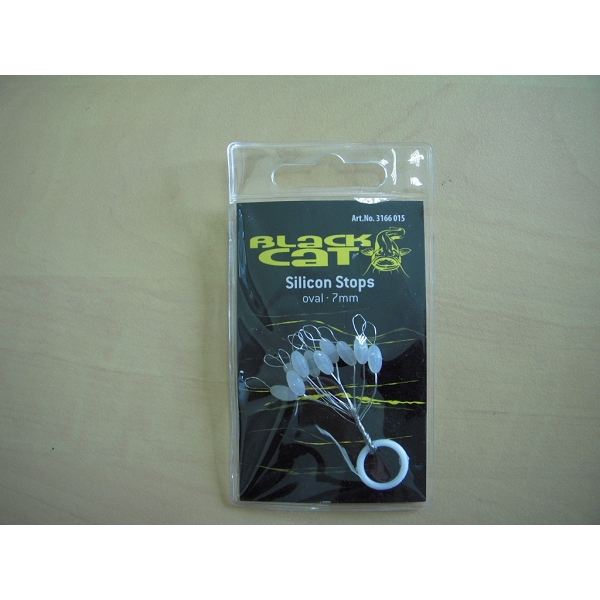 Art.No. 3166 015
BLACK
CAT
Silicon Stops
oval · 7mm